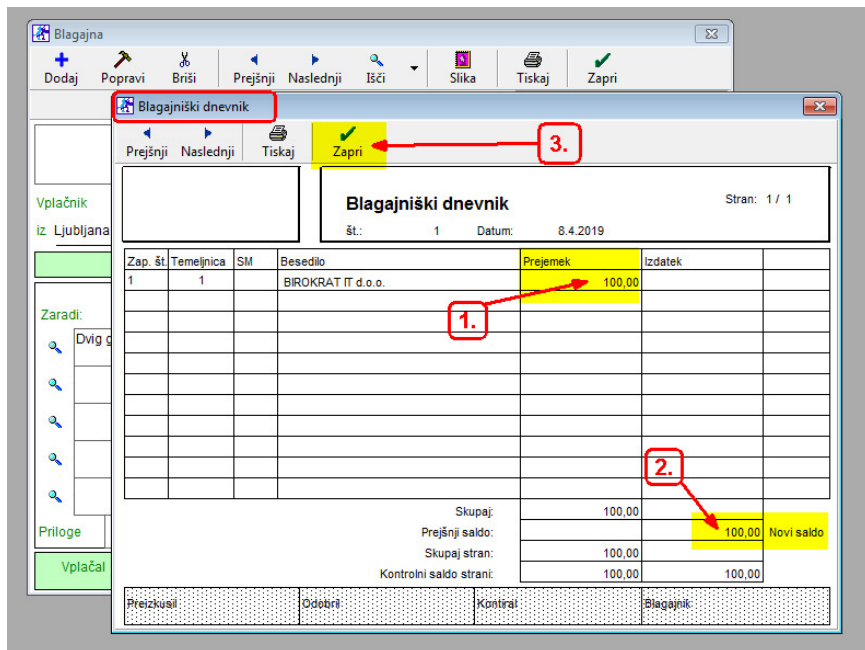 Blagajna
Dodaj Popravi Briši Prejšnji Naslednji Išči Slika Tiskaj Zapri
Blagajniški dnevnik
Prejšnji Naslednji Tiskaj Zapri
3.
Vplačnik
iz Ljubljana
Blagajniški dnevnik Stran: 1 / 1
št.: 1 Datum: 8.4.2019
Zap. št. Temeljnica SM Besedilo Prejemek Izdatek
1 1 BIROKRAT IT d.o.o. 100,00
1.
Zaradi:
Dvig g
2.
Skupaj: 100,00
Prejšnji saldo: 100,00 Novi saldo
Skupaj stran: 100,00
Kontrolni saldo strani: 100,00 100,00
Priloge
Vplačal
Preizkusil Odobril Kontiral Blagajnik